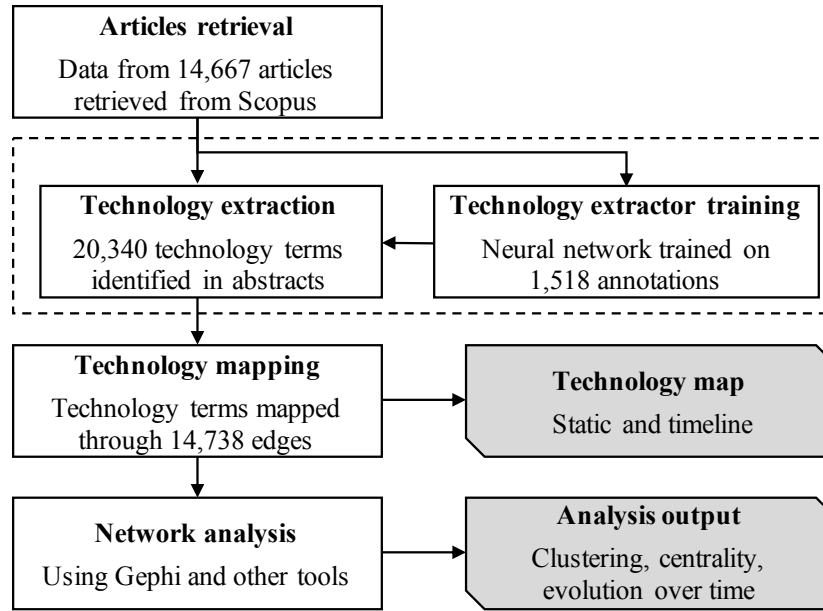 Articles retrieval
Data from 14,667 articles
retrieved from Scopus
Technology extraction
20,340 technology terms
identified in abstracts
Technology extractor training
Neural network trained on
1,518 annotations
Technology mapping
Technology terms mapped
through 14,738 edges
Technology map
Static and timeline
Network analysis
Using Gephi and other tools
Analysis output
Clustering, centrality,
evolution over time